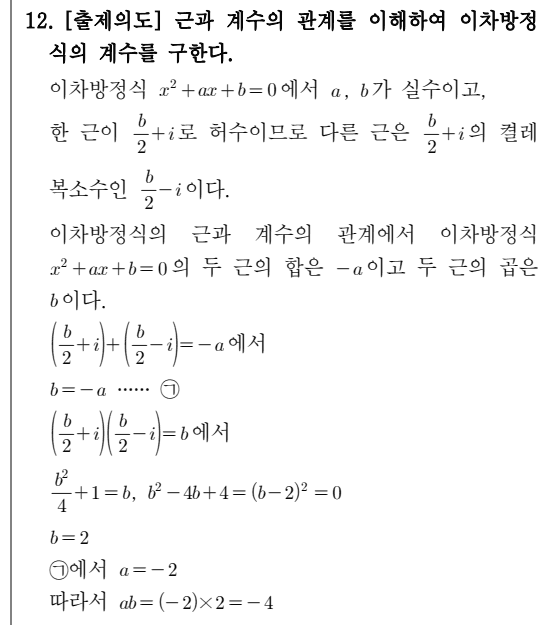 12. [출제의도] 근과 계수의 관계를 이해하여 이차방정
식의 계수를 구한다.
이차방정식 x²+ax+b=0에서 a, b가 실수이고,
한 근이 b/2+i로 허수이므로 다른 근은 b/2+i의 켤레
복소수인 b/2-i이다.
이차방정식의 근과 계수의 관계에서 이차방정식
x²+ax+b=0의 두 근의 합은 -a이고 두 근의 곱은
b이다.
(b/2+i)+(b/2-i)=-a에서
b=-a ⋯⋯ ㉠
(b/2+i)(b/2-i)=b에서
b²/4+1=b, b²-4b+4=(b-2)²=0
b=2
㉠에서 a=-2
따라서 ab=(-2)×2=-4